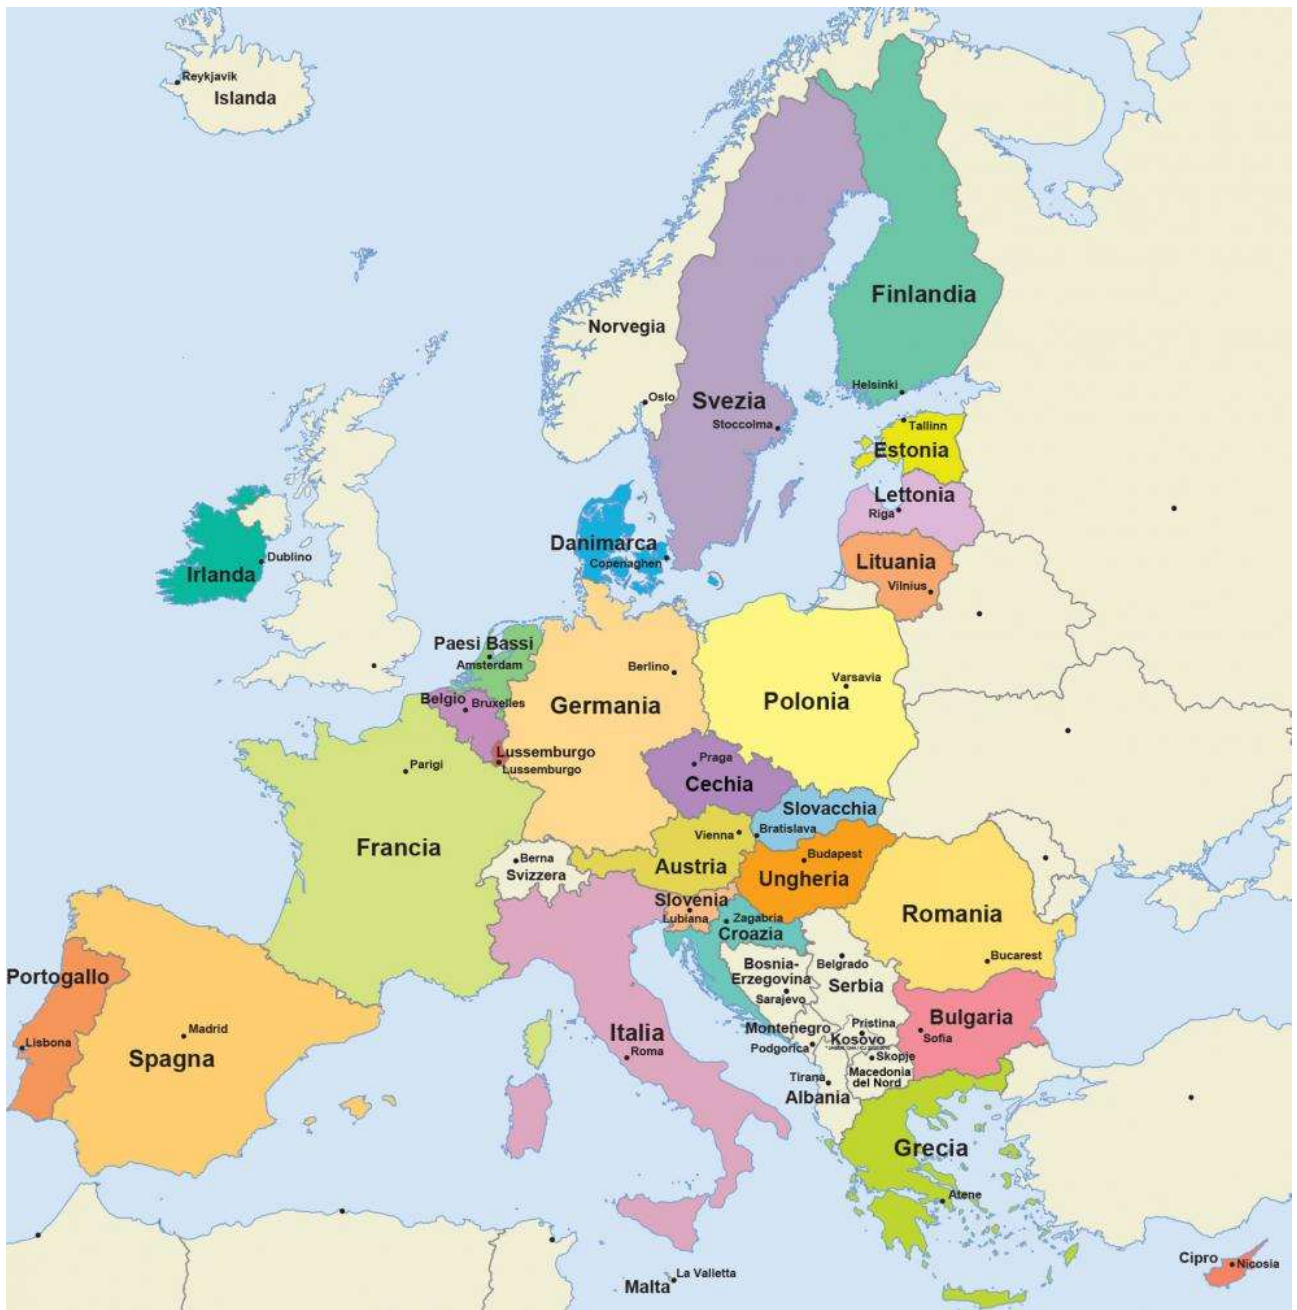 Reykjavik
Islanda
Finlandia
Norvegia
Helsinki
Oslo
Svezia
Stoccolma
Tallinn
Estonia
Lettonia
Riga
Danimarca
Copenaghen
Dublino
Irlanda
Lituania
Vilnius
Paesi Bassi
Amsterdam
Berlino
Varsavia
Belgio
Bruxelles
Germania
Polonia
Lussemburgo
Lussemburgo
Parigi
Praga
Cechia
Slovacchia
Vienna
Bratislava
Francia
Berna
Svizzera
Austria
Budapest
Ungheria
Slovenia
Lubiana
Zagabria
Croazia
Romania
Bucarest
Bosnia-
Erzegovina
Sarajevo
Belgrado
Serbia
Portogallo
Lisbona
Madrid
Spagna
Italia
Roma
Montenegro
Podgorica
Pristina
Kosovo
Bulgaria
Sofia
Skopje
Macedonia
del Nord
Tirana
Albania
Grecia
Atene
Malta
La Valletta
Cipro
Nicosia